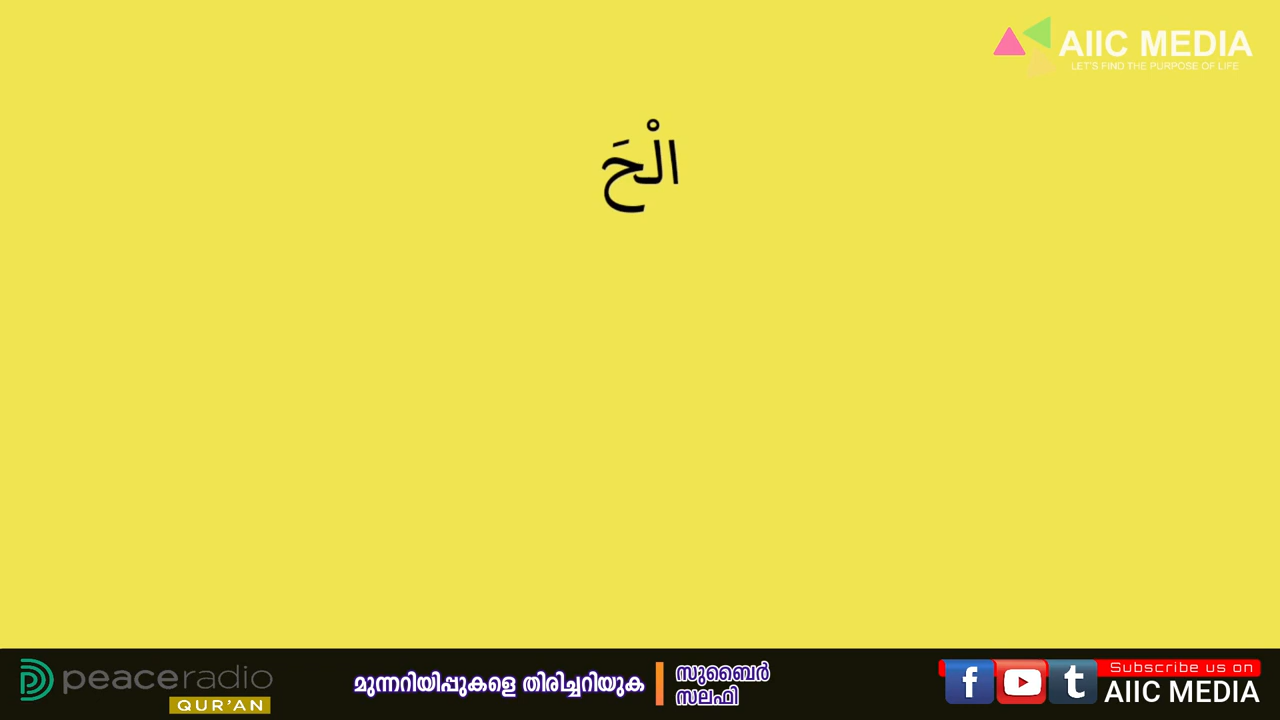 AIIC MEDIA
LET'S FIND THE PURPOSE OF LIFE
الْحَ
peaceradio
QUR'AN
മുന്നറിയിപ്പുകളെ തിരിച്ചറിയുക
സുബൈർ
സലഫി
f
t
Subscribe us on
AIIC MEDIA